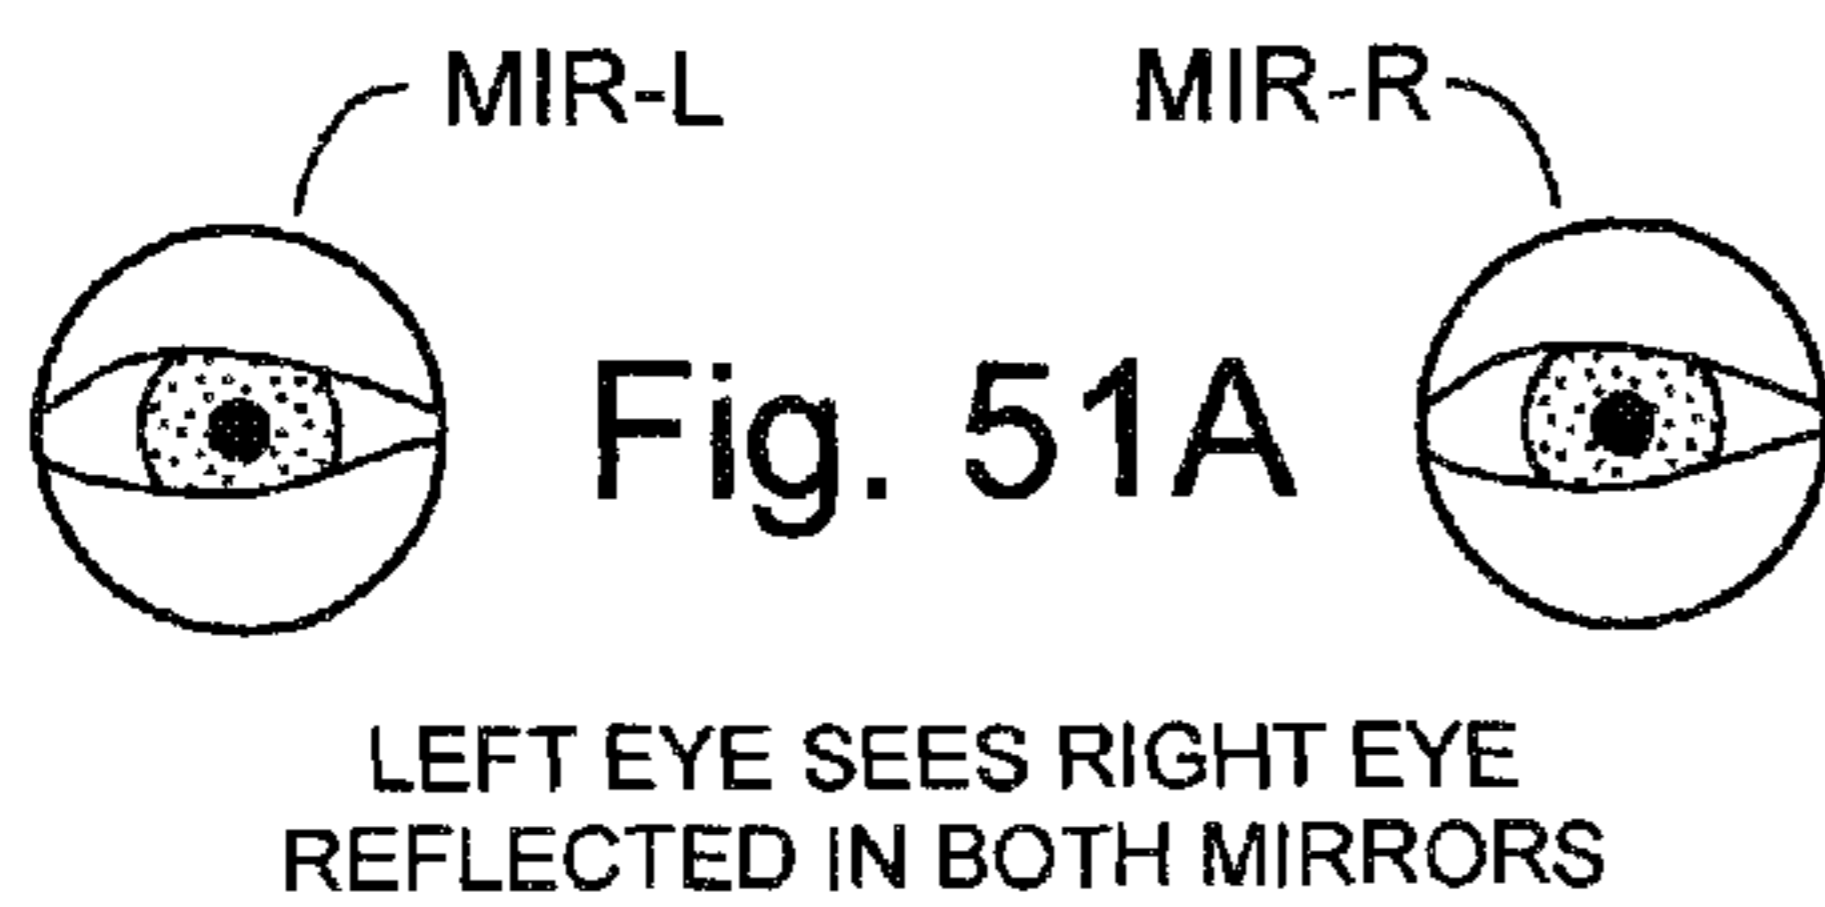 MIR-L
MIR-R
Fig. 51A
LEFT EYE SEES RIGHT EYE
REFLECTED IN BOTH MIRRORS